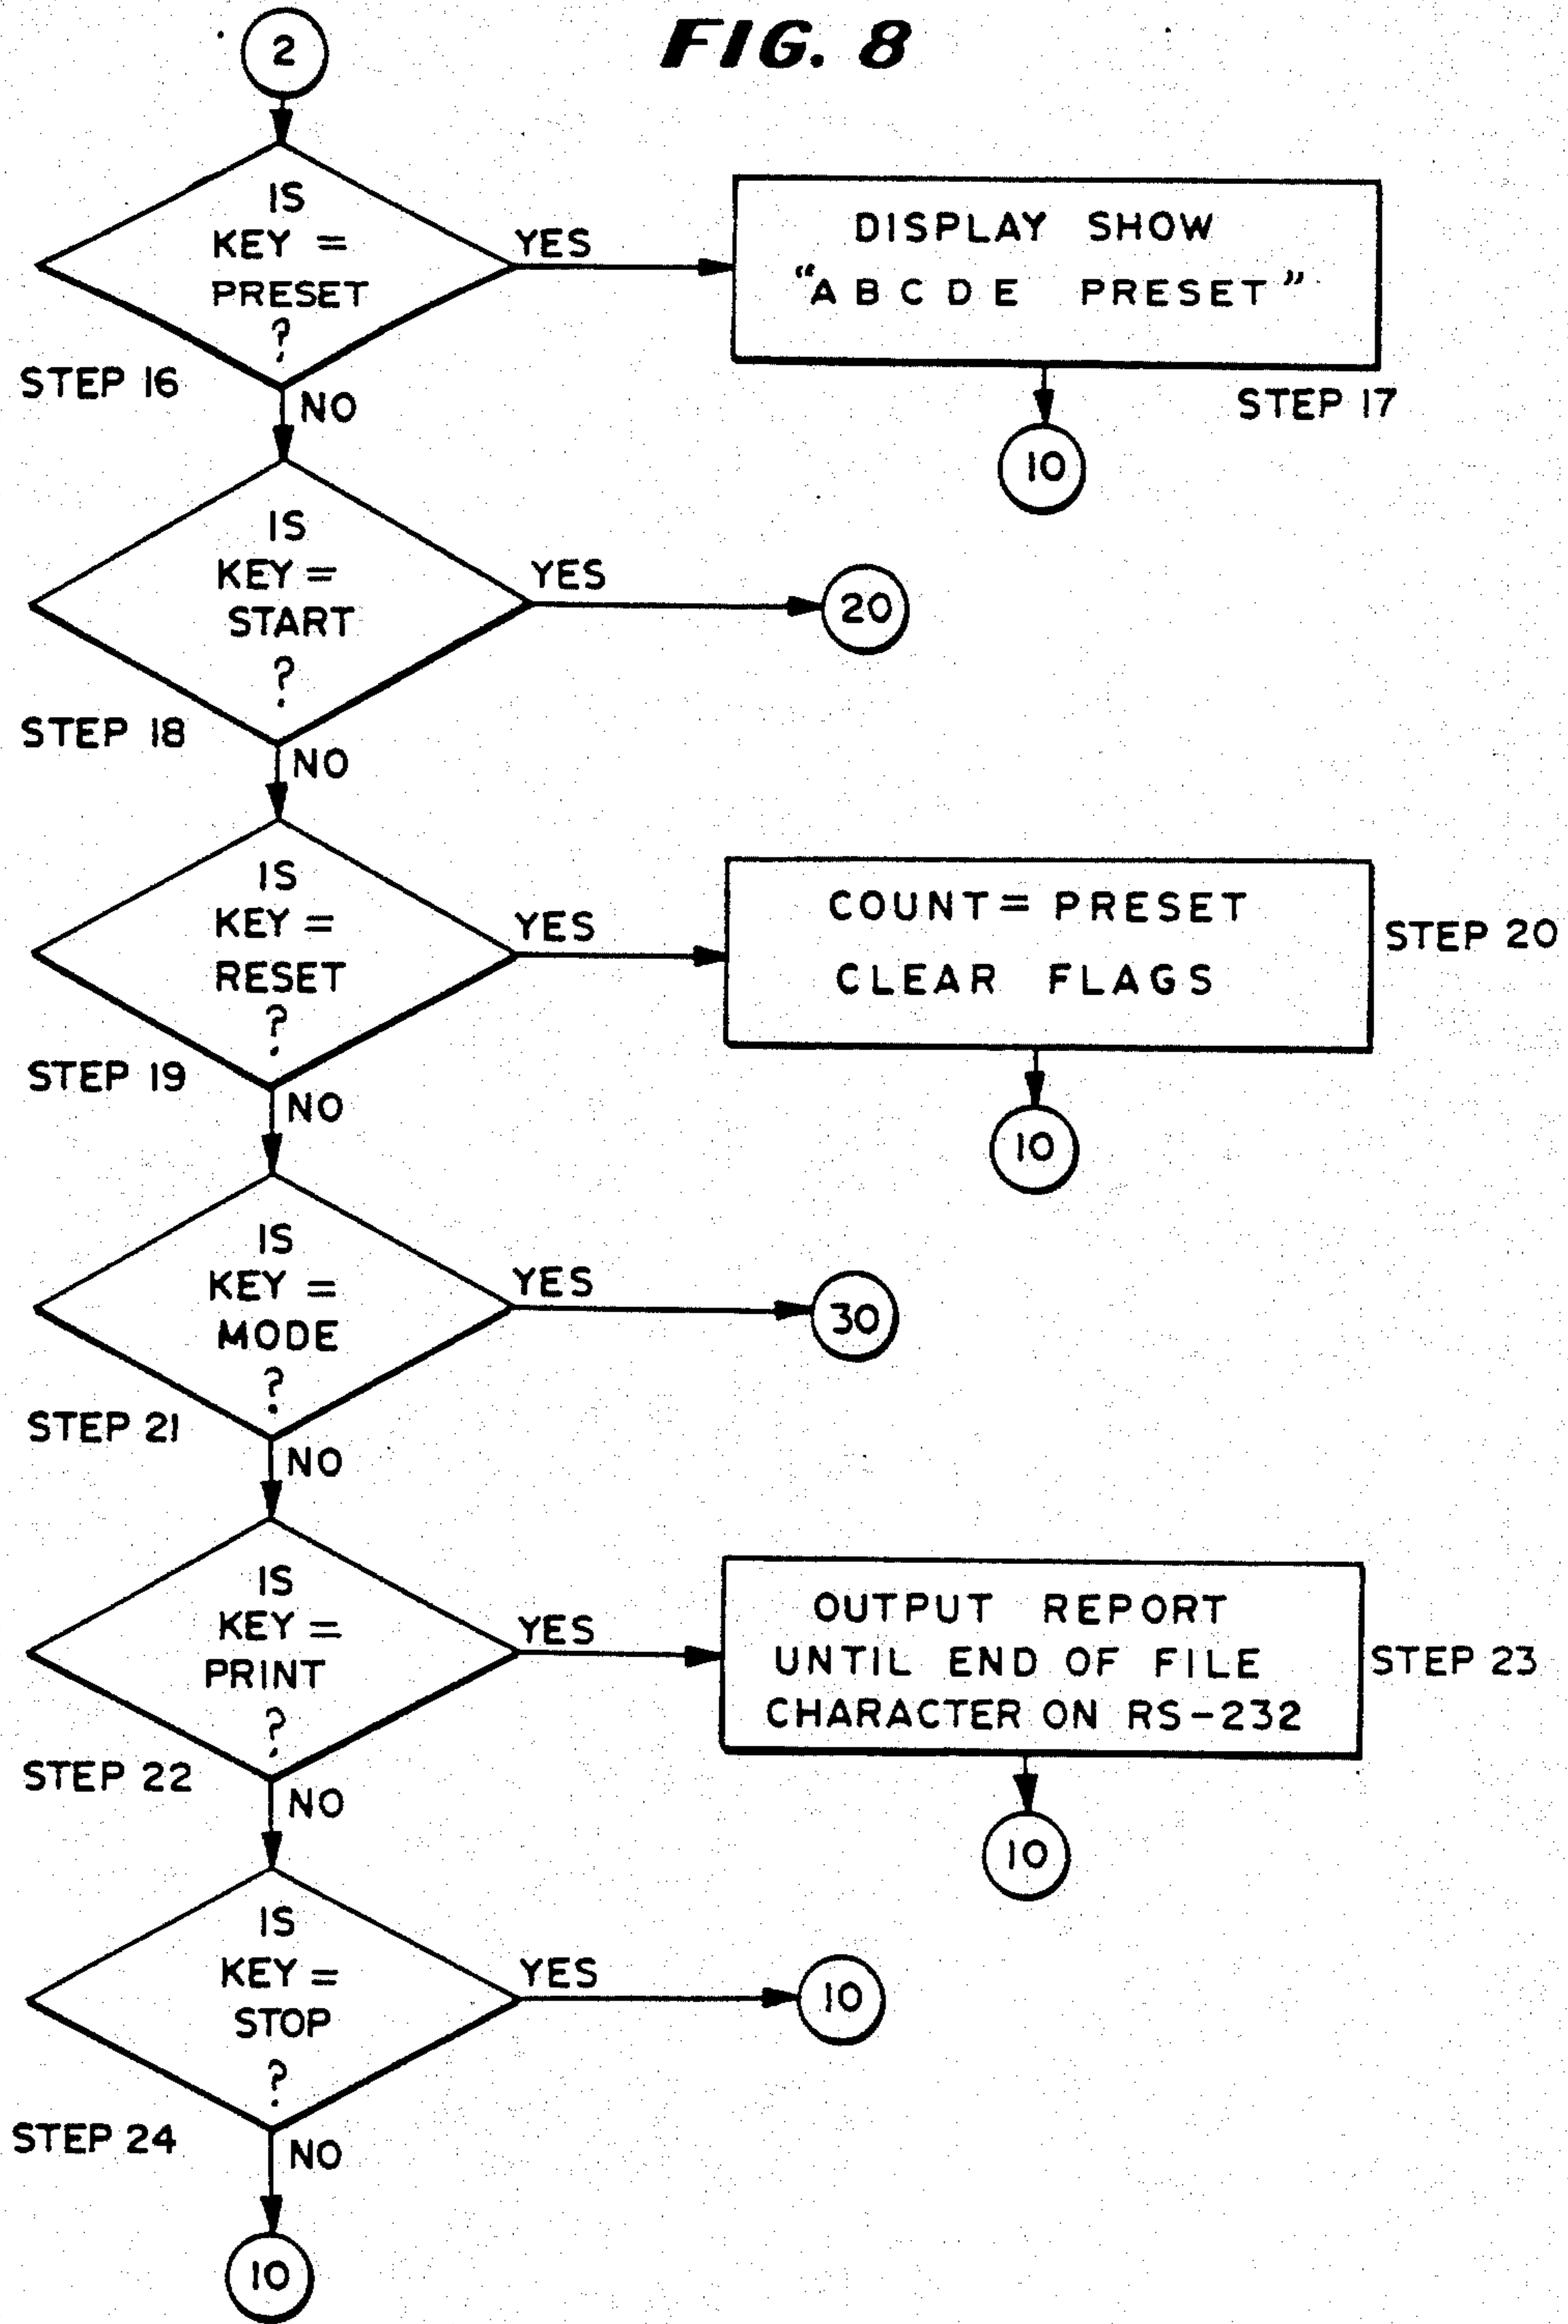 FIG. 8
2
IS
KEY =
PRESET
?
YES
DISPLAY SHOW
"A B C D E PRESET"
STEP 16
NO
STEP 17
10
IS
KEY =
START
?
YES
20
STEP 18
NO
IS
KEY =
RESET
?
YES
COUNT = PRESET
CLEAR FLAGS
STEP 20
STEP 19
NO
10
IS
KEY =
MODE
?
YES
30
STEP 21
NO
IS
KEY =
PRINT
?
YES
OUTPUT REPORT
UNTIL END OF FILE
CHARACTER ON RS-232
STEP 23
STEP 22
NO
10
IS
KEY =
STOP
?
YES
10
STEP 24
NO
10